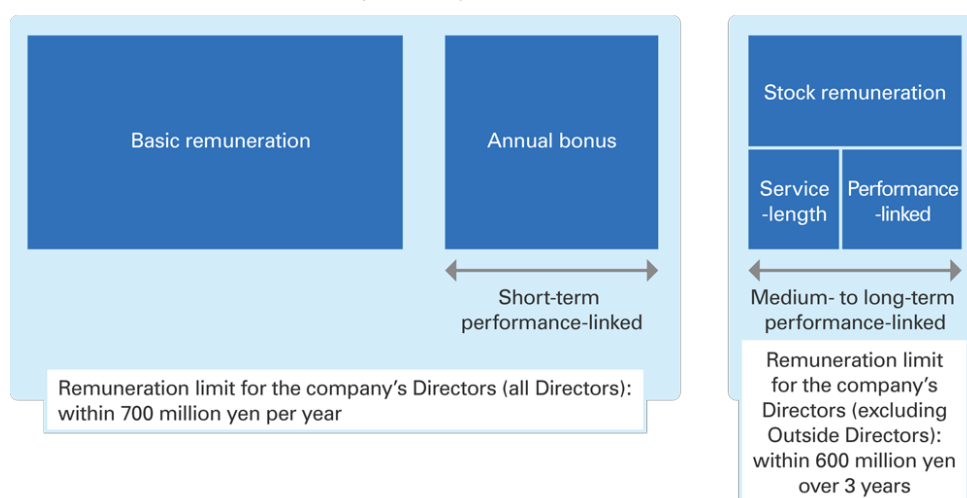 Basic remuneration
Annual bonus
Short-term
performance-linked
Remuneration limit for the company’s Directors (all Directors):
within 700 million yen per year
Stock remuneration
Service
-length
Performance
-linked
Medium- to long-term
performance-linked
Remuneration limit
for the company’s
Directors (excluding
Outside Directors):
within 600 million yen
over 3 years